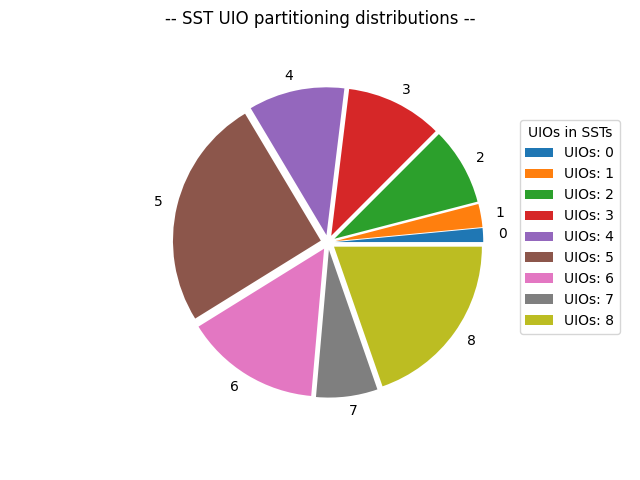 -- SST UIO partitioning distributions --
4
3
2
5
1
0
6
7
8
UIOs in SSTs
UIOs: 0
UIOs: 1
UIOs: 2
UIOs: 3
UIOs: 4
UIOs: 5
UIOs: 6
UIOs: 7
UIOs: 8